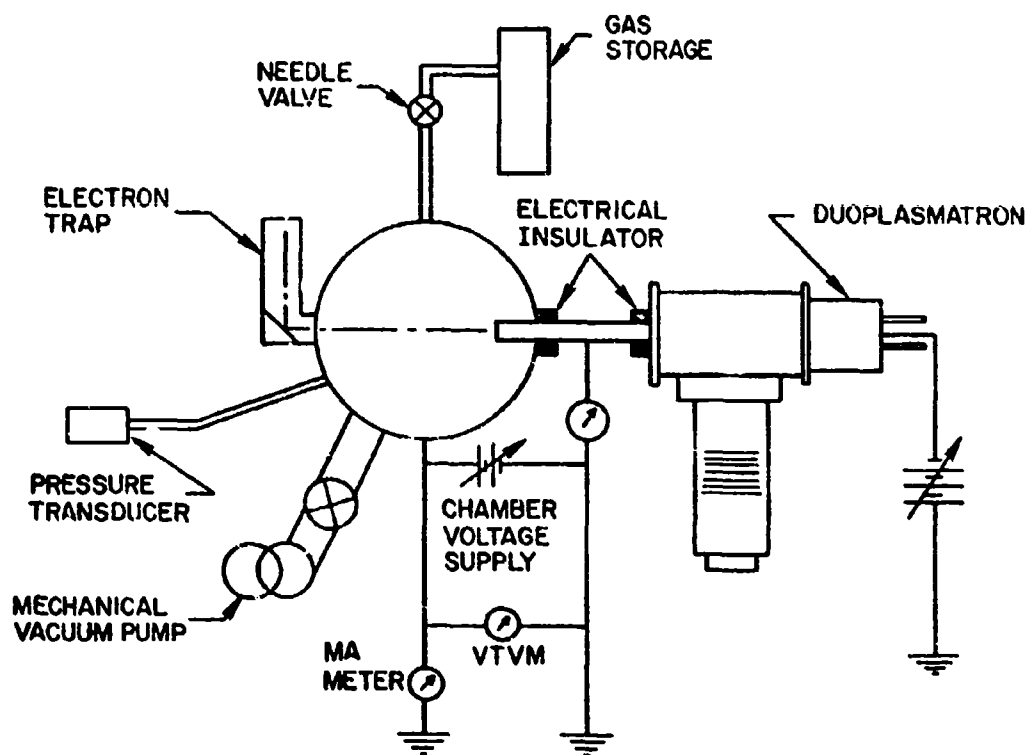 GAS
STORAGE
NEEDLE
VALVE
ELECTRON
TRAP
ELECTRICAL
INSULATOR
DUOPLASMATRON
PRESSURE
TRANSDUCER
CHAMBER
VOLTAGE
SUPPLY
MECHANICAL
VACUUM PUMP
MA
METER
VTVM